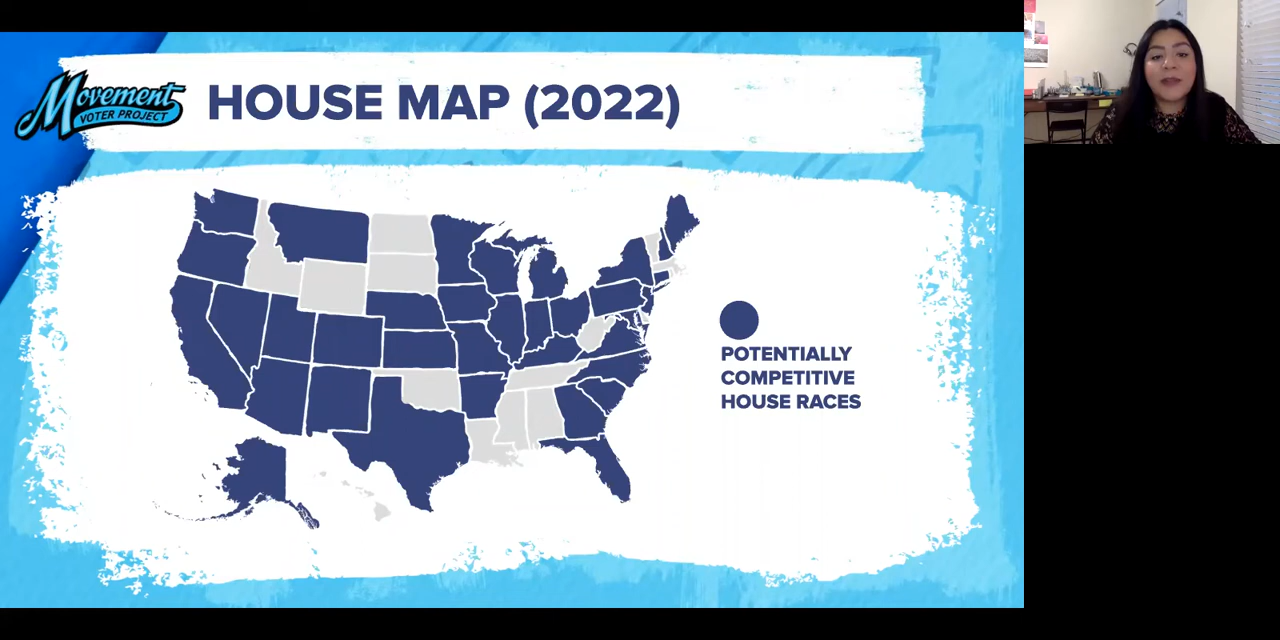 Movement
VOTER PROJECT
HOUSE MAP (2022)
POTENTIALLY
COMPETITIVE
HOUSE RACES